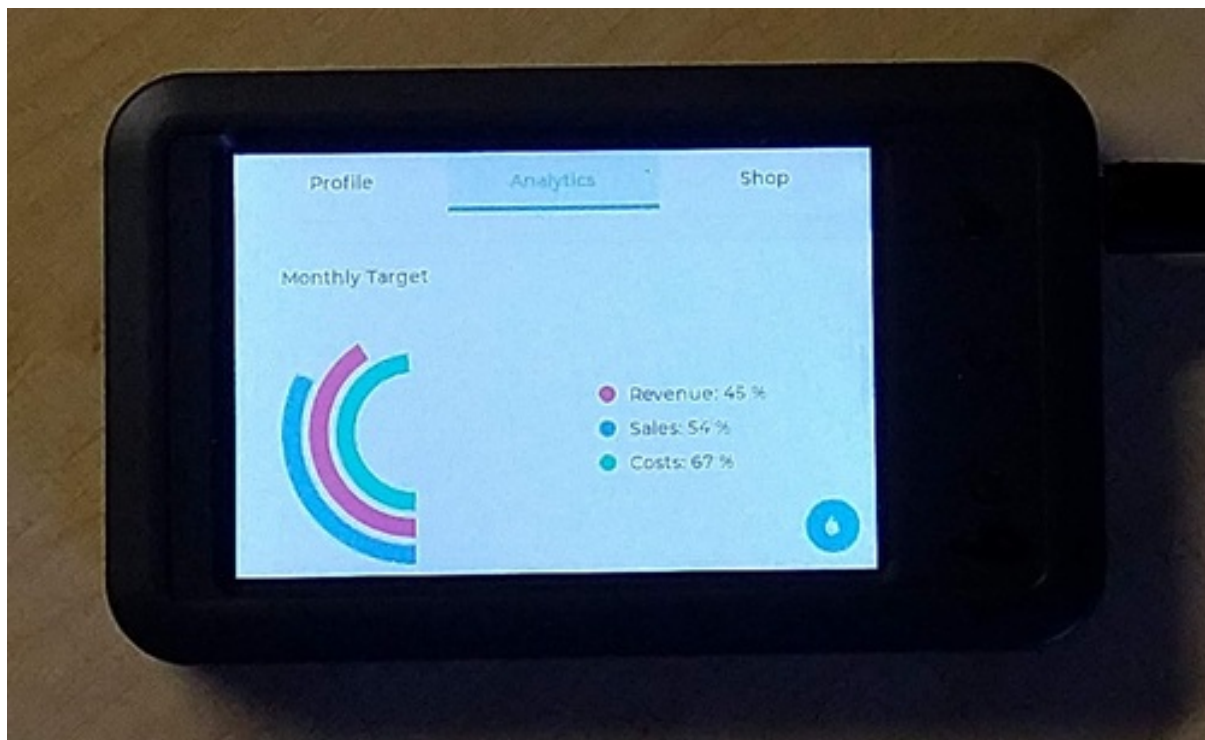 Profile
Analytics
Shop
Monthly Target
Revenue: 45 %
Sales: 54 %
Costs: 67 %